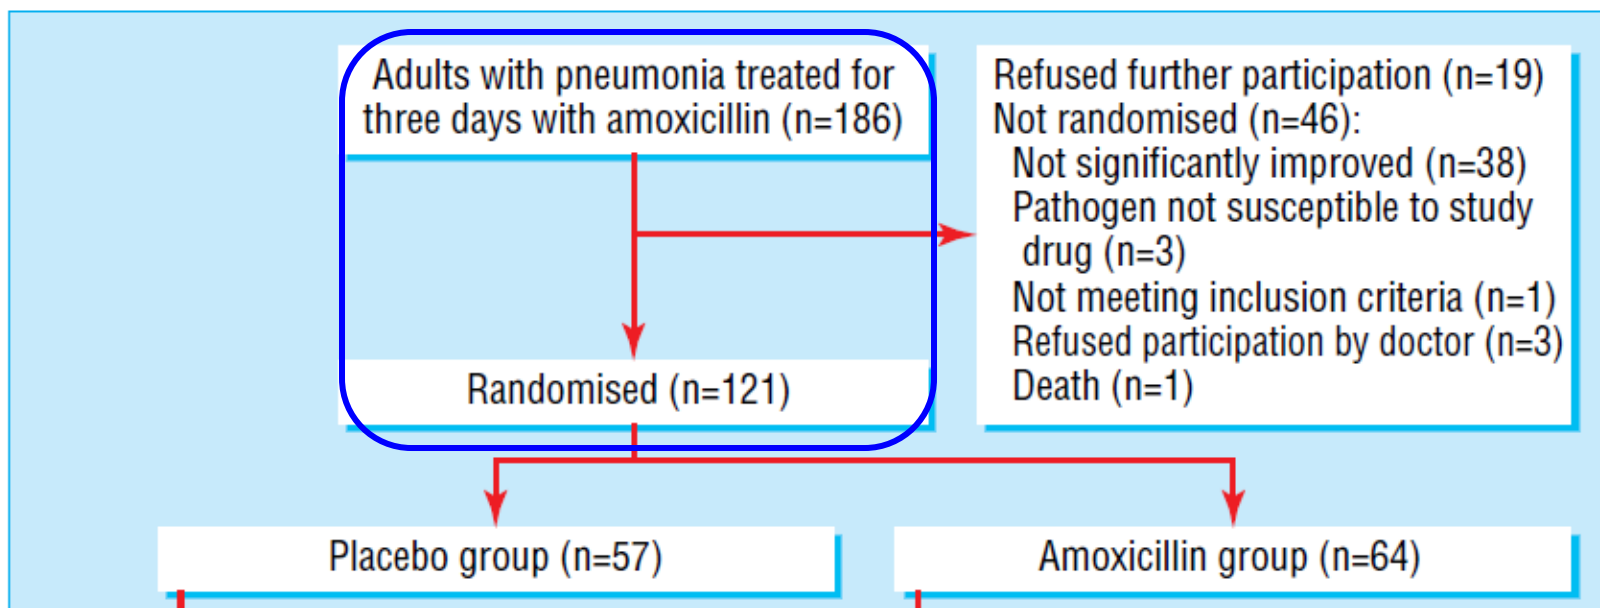 Adults with pneumonia treated for
three days with amoxicillin (n=186)
Refused further participation (n=19)
Not randomised (n=46):
Not significantly improved (n=38)
Pathogen not susceptible to study
drug (n=3)
Not meeting inclusion criteria (n=1)
Refused participation by doctor (n=3)
Death (n=1)
Randomised (n=121)
Placebo group (n=57)
Amoxicillin group (n=64)